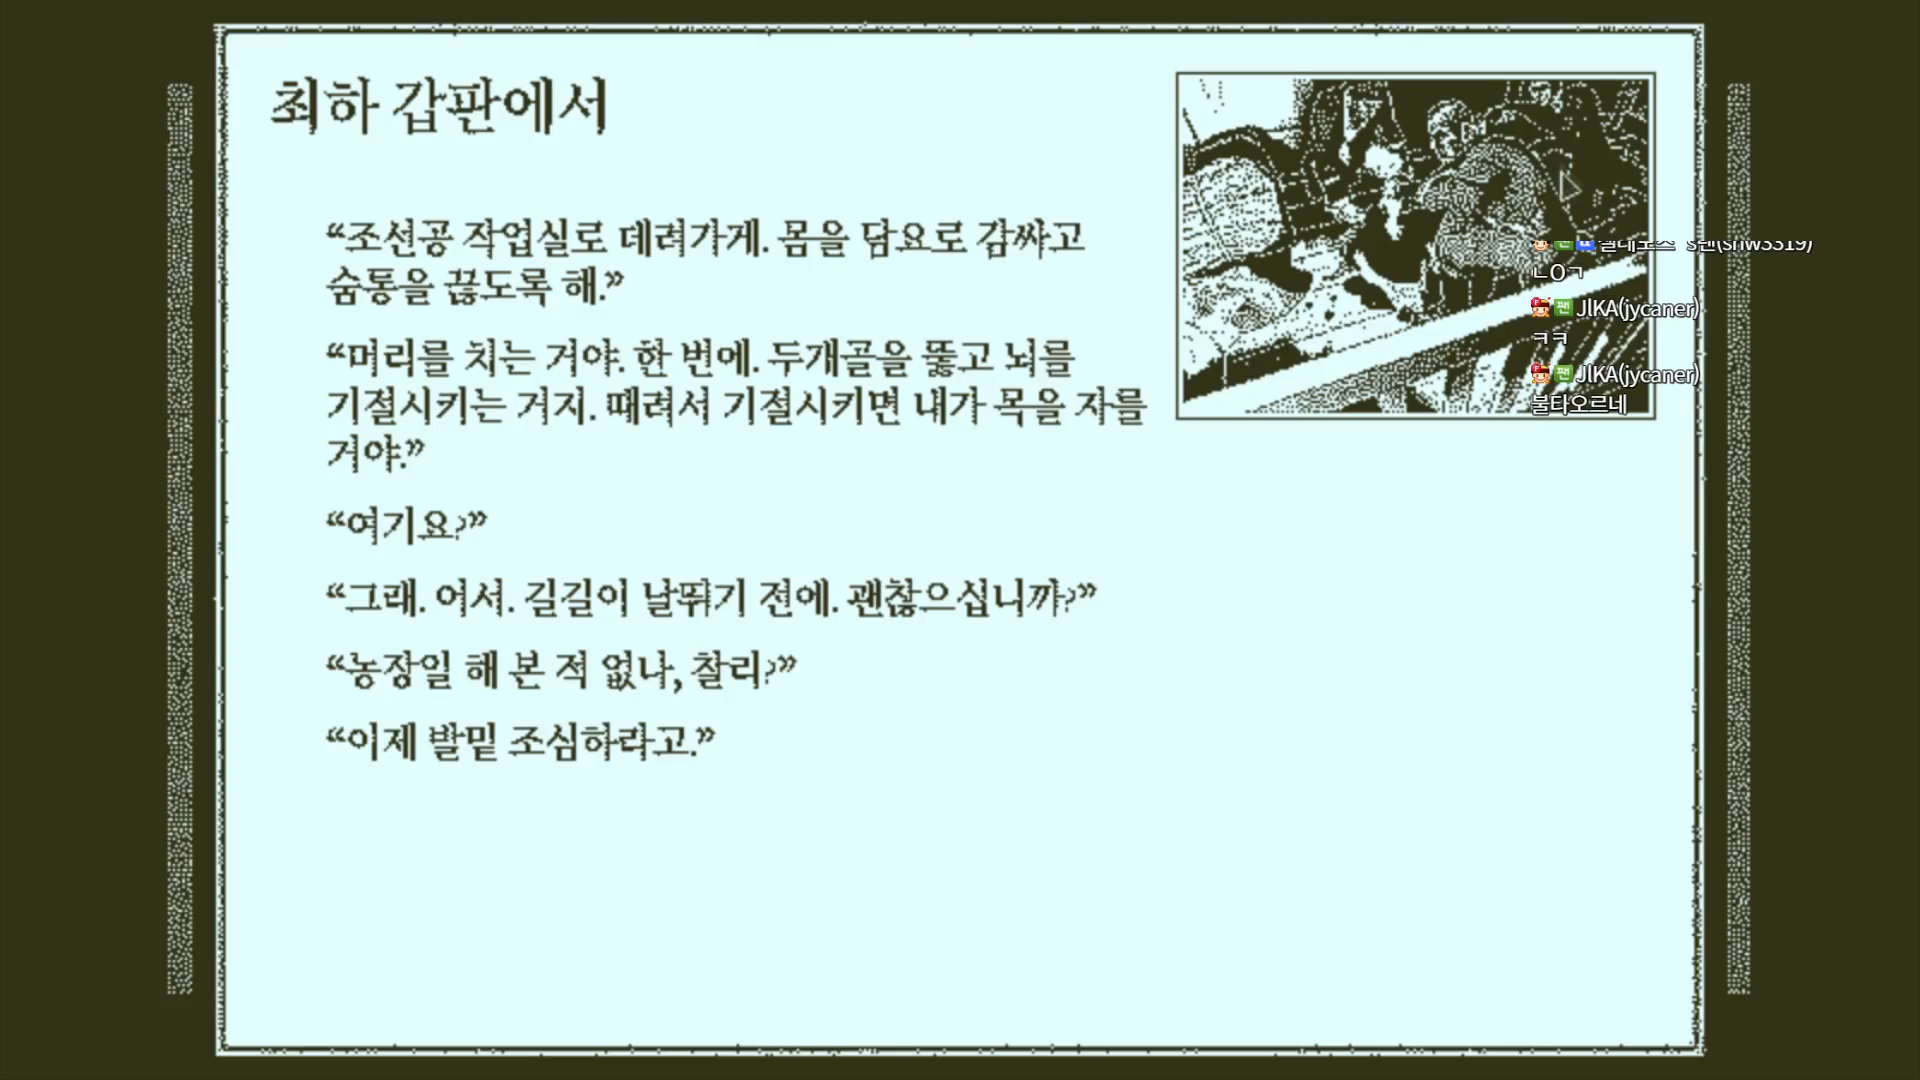 최하 갑판에서
“조선공 작업실로 데려가게. 몸을 담요로 감싸고
숨통을 끊도록 해.”
“머리를 치는 거야. 한 번에. 두개골을 뚫고 뇌를
기절시키는 거지. 때려서 기절시키면 내가 목을 자를
거야.”
“여기요?”
“그래. 어서. 길길이 날뛰기 전에. 괜찮으십니까?”
“농장일 해 본 적 없나, 찰리?”
“이제 발밑 조심하라고.”
ㄴㅇㄱ
팬 JlKA(jycaner)
ㅋㅋ
팬 JlKA(jycaner)
불타오르네